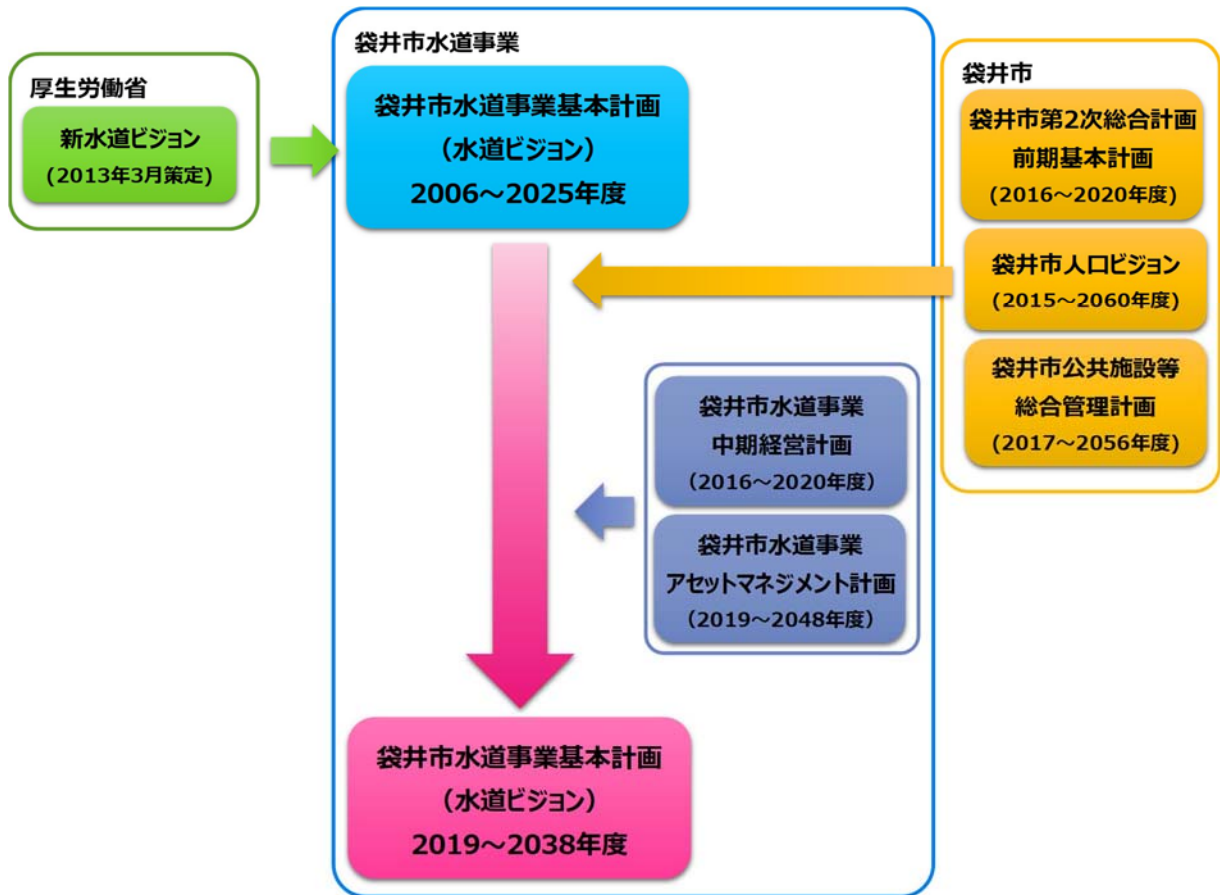 厚生労働省
新水道ビジョン
(2013年3月策定)
袋井市水道事業
袋井市水道事業基本計画
（水道ビジョン）
2006～2025年度
袋井市
袋井市第2次総合計画
前期基本計画
(2016～2020年度)
袋井市人口ビジョン
(2015～2060年度)
袋井市公共施設等
総合管理計画
(2017～2056年度)
袋井市水道事業
中期経営計画
（2016～2020年度）
袋井市水道事業
アセットマネジメント計画
（2019～2048年度）
袋井市水道事業基本計画
（水道ビジョン）
2019～2038年度